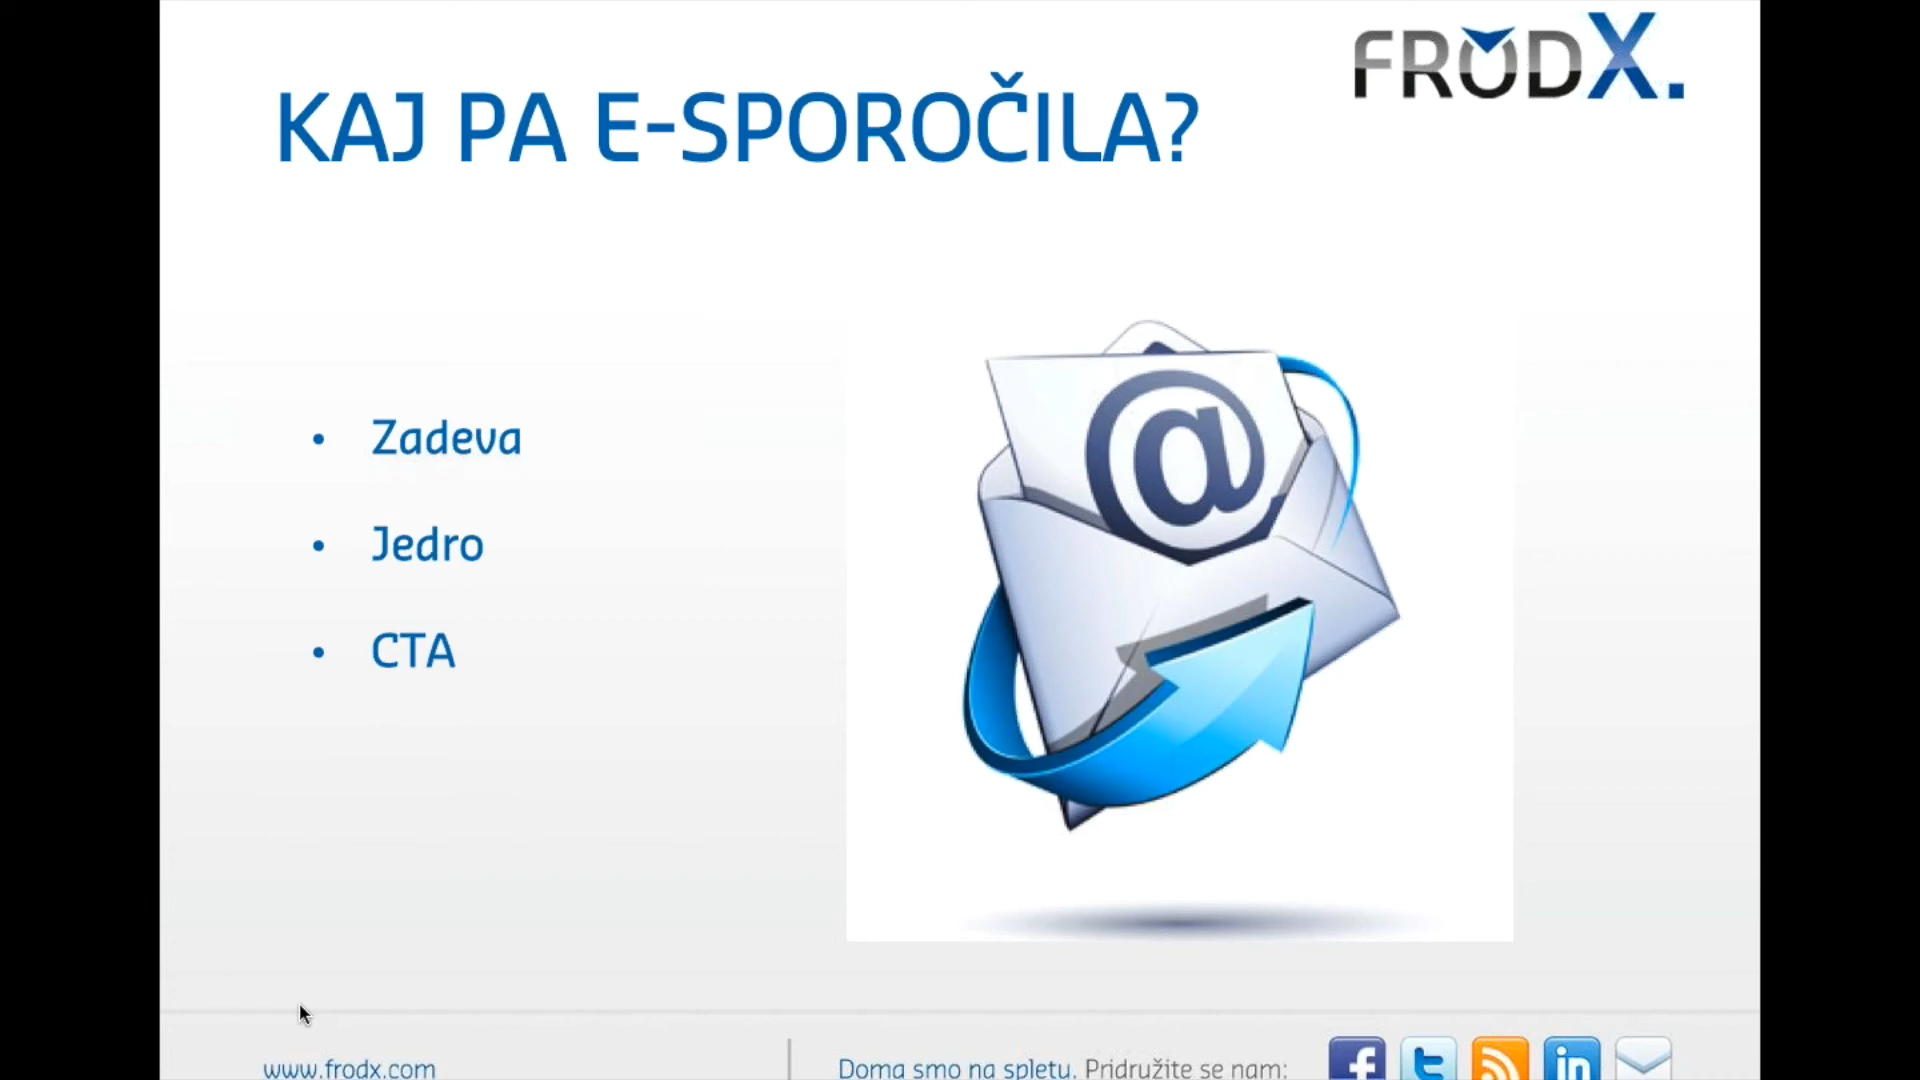 FRODX.
KAJ PA E-SPOROČILA?
• Zadeva
• Jedro
• CTA
@
www.frodx.com
Doma smo na spletu. Pridružite se nam: